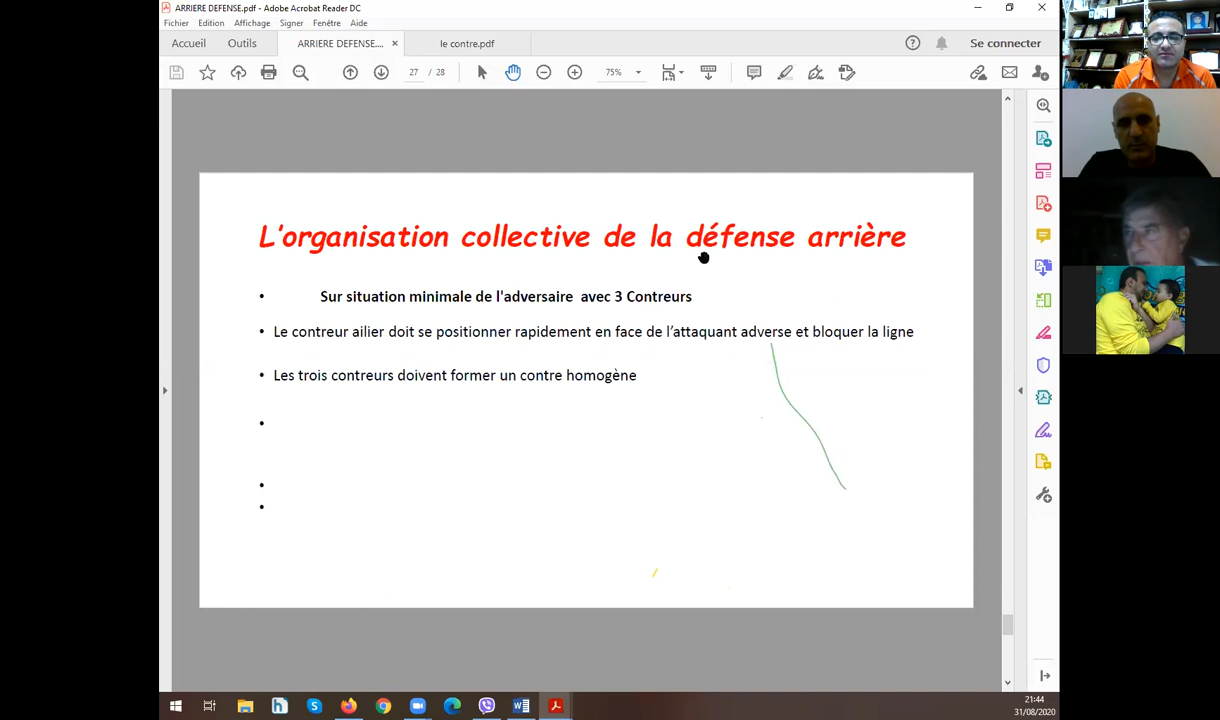 ARRIERE DEFENSE.pdf - Adobe Acrobat Reader DC
Fichier Edition Affichage Signer Fenêtre Aide
Accueil Outils ARRIERE DEFENSE.... × le contre.pdf Se connecter
27 / 28 75%
L'organisation collective de la défense arrière
• Sur situation minimale de l'adversaire avec 3 Contreurs
• Le contreur ailier doit se positionner rapidement en face de l'attaquant adverse et bloquer la ligne
• Les trois contreurs doivent former un contre homogène
•
•
•
21:44
31/08/2020